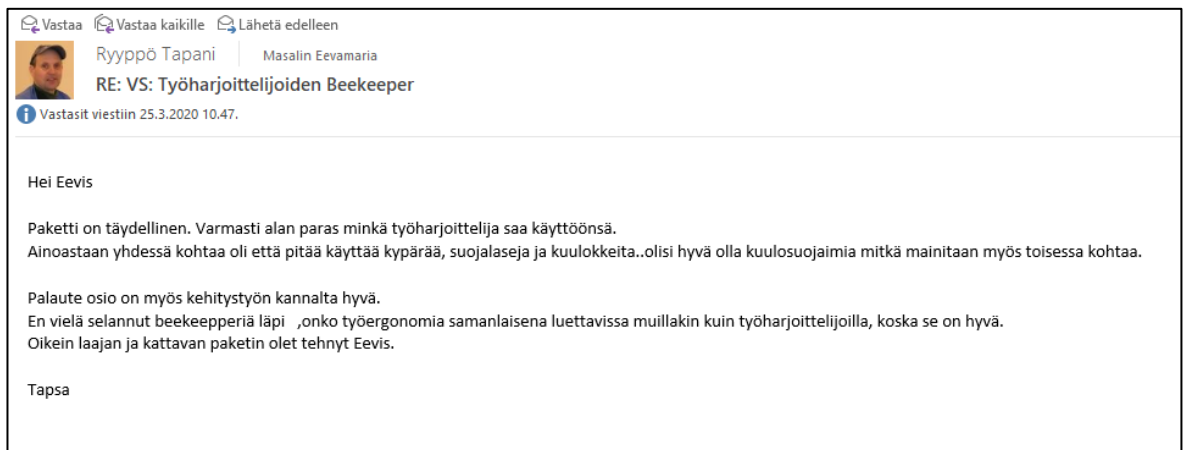 Vastaa Vastaa kaikille Lähetä edelleen
Ryyppö Tapani Masalin Eevamaria
RE: VS: Työharjoittelijoiden Beekeeper
Vastasit viestiin 25.3.2020 10.47.
Hei Eevis
Paketti on täydellinen. Varmasti alan paras minkä työharjoittelija saa käyttöönsä.
Ainoastaan yhdessä kohtaa oli että pitää käyttää kypärää, suojalaseja ja kuulokkeita..olisi hyvä olla kuulosuojaimia mitkä mainitaan myös toisessa kohtaa.
Palaute osio on myös kehitystyön kannalta hyvä.
En vielä selannut beekeepperiä läpi ,onko työergonomia samanlaisena luettavissa muillakin kuin työharjoittelijoilla, koska se on hyvä.
Oikein laajan ja kattavan paketin olet tehnyt Eevis.
Tapsa